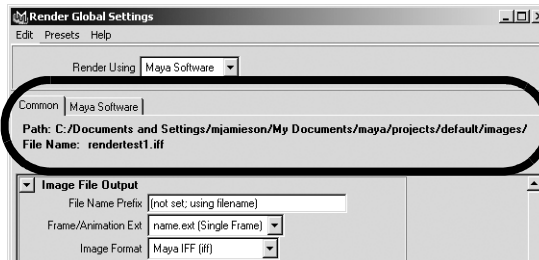 Render Global Settings
Edit Presets Help
Render Using Maya Software
Common Maya Software
Path: C:/Documents and Settings/mjamieson/My Documents/maya/projects/default/images/
File Name: rendertest1.iff
Image File Output
File Name Prefix (not set; using filename)
Frame/Animation Ext name.ext (Single Frame)
Image Format Maya IFF (iff)